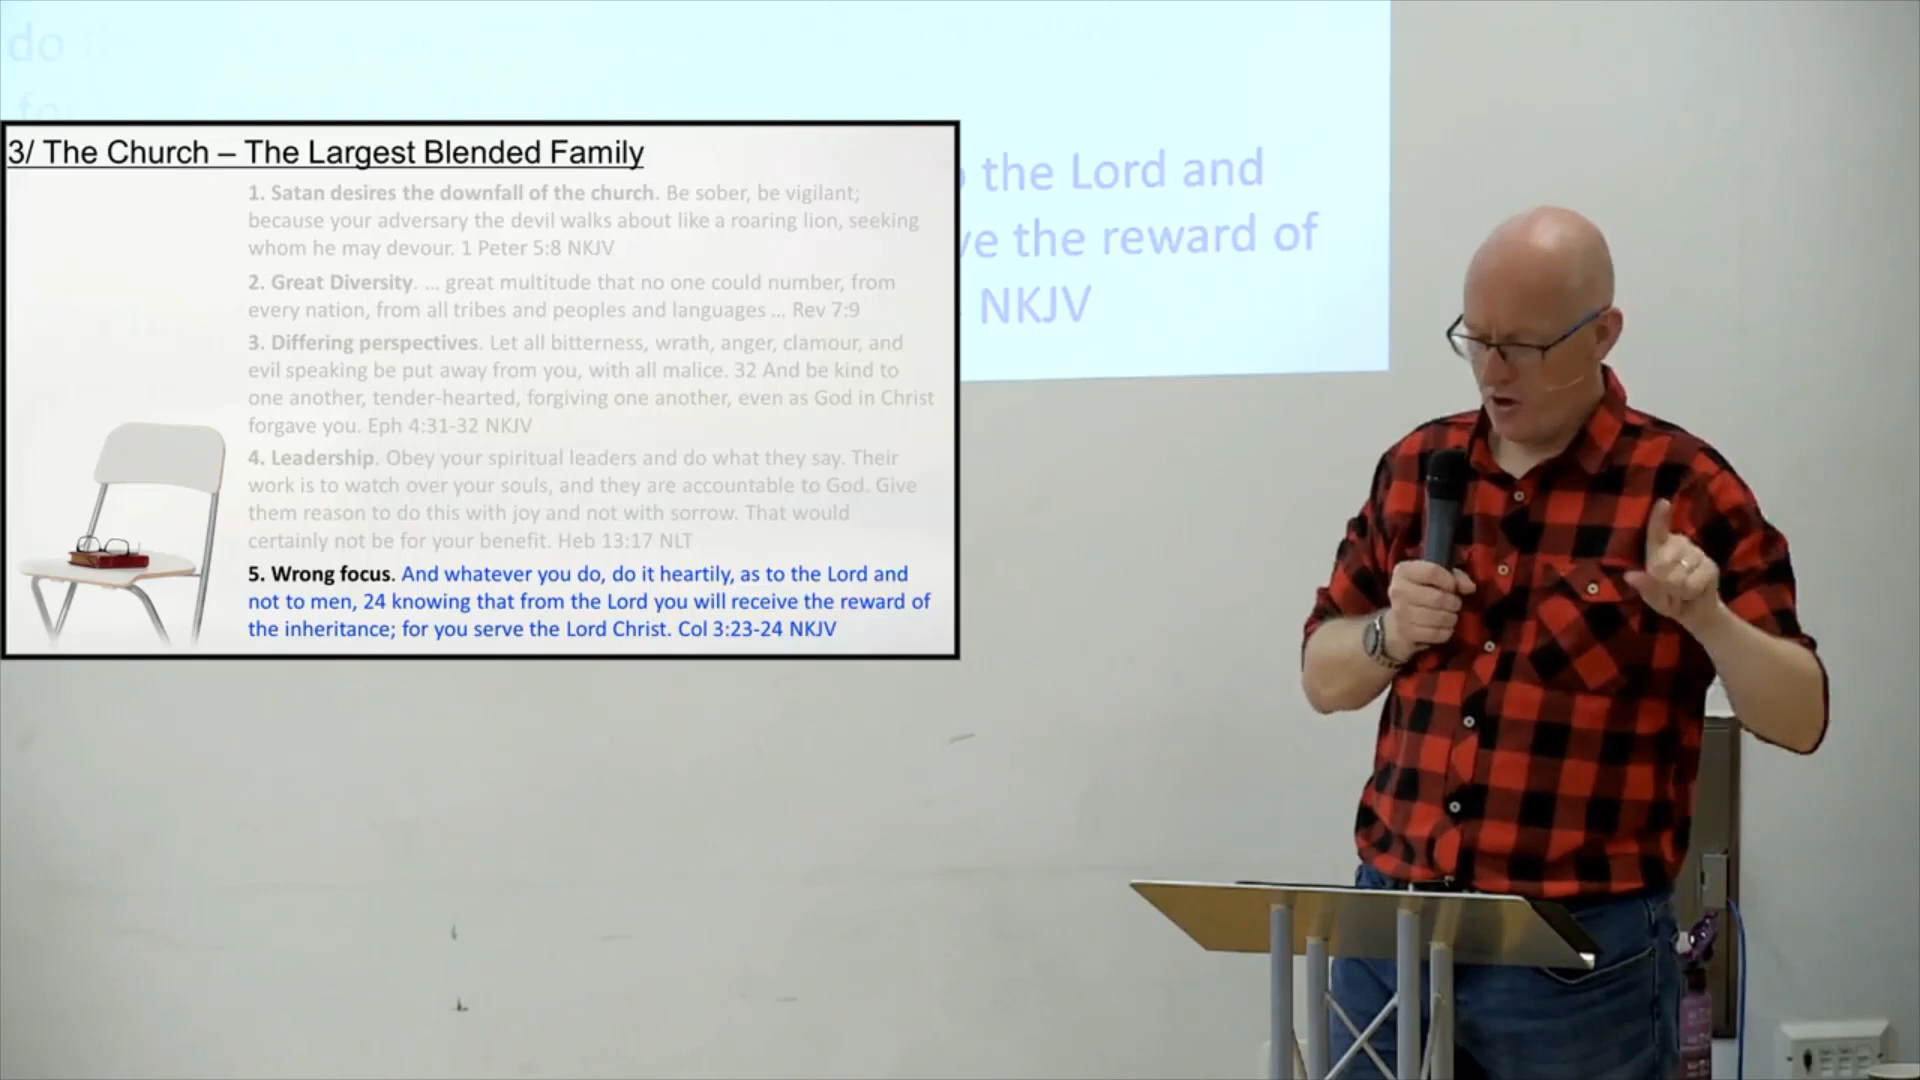 do
for
3/ The Church – The Largest Blended Family
1. Satan desires the downfall of the church. Be sober, be vigilant;
because your adversary the devil walks about like a roaring lion, seeking
whom he may devour. 1 Peter 5:8 NKJV
2. Great Diversity. ... great multitude that no one could number, from
every nation, from all tribes and peoples and languages ... Rev 7:9
3. Differing perspectives. Let all bitterness, wrath, anger, clamour, and
evil speaking be put away from you, with all malice. 32 And be kind to
one another, tender-hearted, forgiving one another, even as God in Christ
forgave you. Eph 4:31-32 NKJV
4. Leadership. Obey your spiritual leaders and do what they say. Their
work is to watch over your souls, and they are accountable to God. Give
them reason to do this with joy and not with sorrow. That would
certainly not be for your benefit. Heb 13:17 NLT
5. Wrong focus. And whatever you do, do it heartily, as to the Lord and
not to men, 24 knowing that from the Lord you will receive the reward of
the inheritance; for you serve the Lord Christ. Col 3:23-24 NKJV
the Lord and
ve the reward of
NKJV